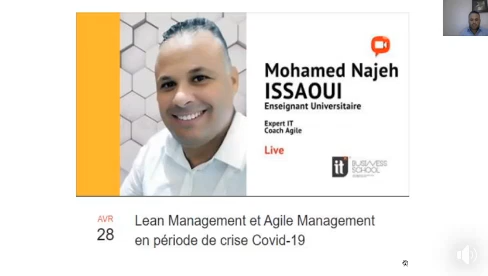 Mohamed Najeh
ISSAOUI
Enseignant Universitaire
Expert IT
Coach Agile
Live
it
BUSINESS
SCHOOL
AVR
28
Lean Management et Agile Management
en période de crise Covid-19